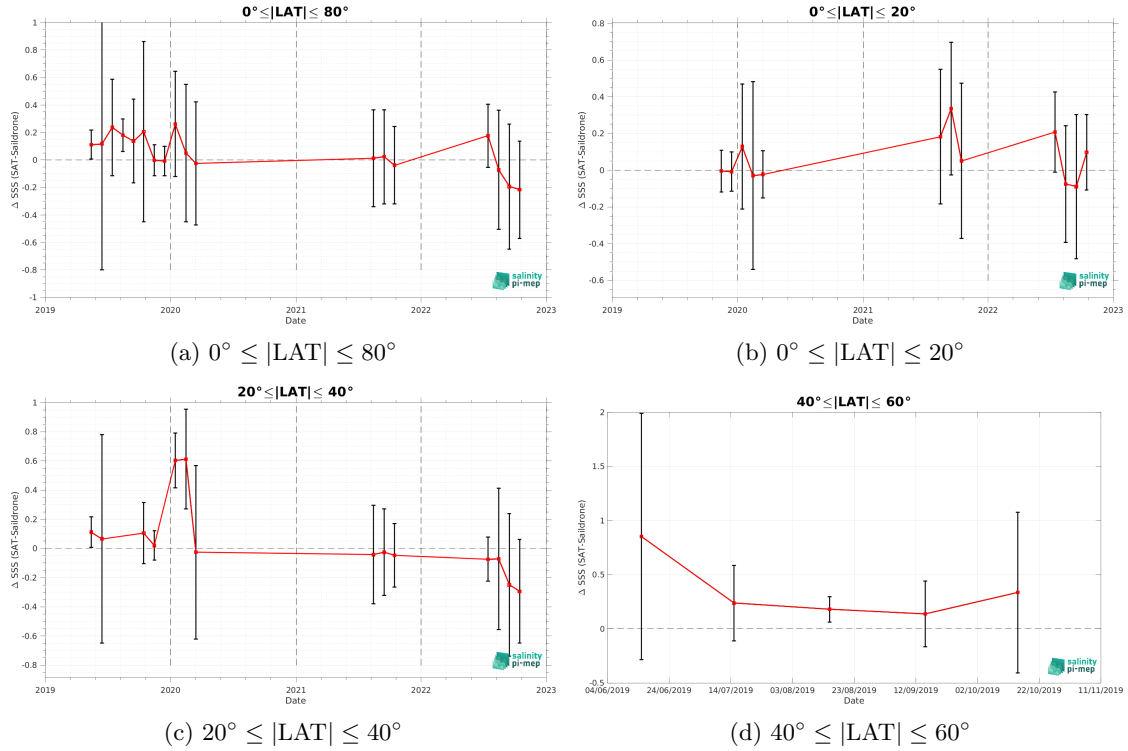 0°≤|LAT|≤ 80°
1
0.8
0.6
0.4
0.2
0
-0.2
-0.4
-0.6
-0.8
-1
Δ SSS (SAT-Saildrone)
2019
2020
2021
2022
2023
Date
salinity
pi-mep
(a) 0° ≤ |LAT| ≤ 80°
0°≤|LAT|≤ 20°
0.8
0.6
0.4
0.2
0
-0.2
-0.4
-0.6
Δ SSS (SAT-Saildrone)
2019
2020
2021
2022
2023
Date
salinity
pi-mep
(b) 0° ≤ |LAT| ≤ 20°
20°≤|LAT|≤ 40°
1
0.8
0.6
0.4
0.2
0
-0.2
-0.4
-0.6
-0.8
Δ SSS (SAT-Saildrone)
2019
2020
2021
2022
2023
Date
salinity
pi-mep
(c) 20° ≤ |LAT| ≤ 40°
40°≤|LAT|≤ 60°
2
1.5
1
0.5
0
-0.5
Δ SSS (SAT-Saildrone)
04/06/2019
24/06/2019
14/07/2019
03/08/2019
23/08/2019
12/09/2019
02/10/2019
22/10/2019
11/11/2019
Date
salinity
pi-mep
(d) 40° ≤ |LAT| ≤ 60°